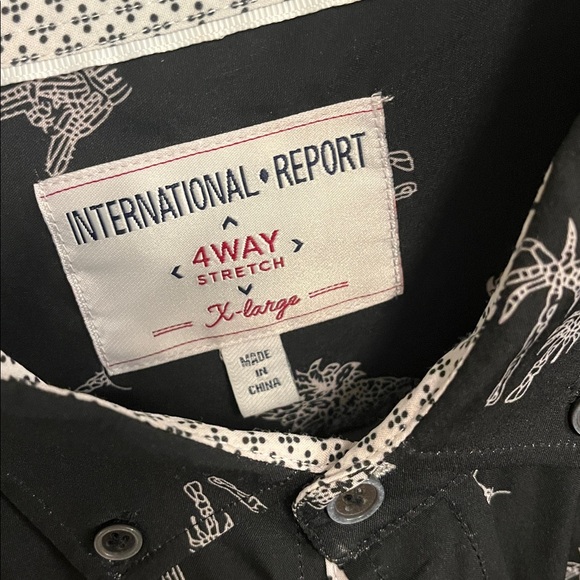 INTERNATIONAL♦REPORT
4WAY
STRETCH
X-large
MADE
IN
CHINA